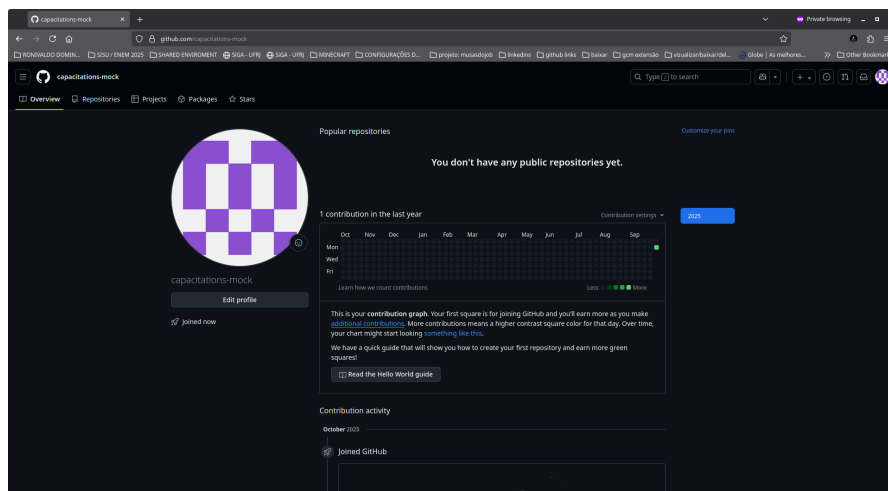 capacitations-mock
Private browsing
github.com/capacitations-mock
RONIVALDO DOMIN... SISU / ENEM 2025 SHARED ENVIROMENT SIGA - UFRJ SIGA - UFRJ MINECRAFT CONFIGURAÇÕES D... projeto: musasdojob linkedins github links baixar gcm extensão vizualizar/baixar/del... Globe | As melhores... Other Bookmar
capacitations-mock
Type / to search
Overview Repositories Projects Packages Stars
Popular repositories
Customize your pins
You don't have any public repositories yet.
1 contribution in the last year
Contribution settings
2025
Oct Nov Dec Jan Feb Mar Apr May Jun Jul Aug Sep
Mon
Wed
Fri
Learn how we count contributions
Less More
capacitations-mock
Edit profile
Joined now
This is your contribution graph. Your first square is for joining GitHub and you'll earn more as you make
additional contributions. More contributions means a higher contrast square color for that day. Over time,
your chart might start looking something like this.
We have a quick guide that will show you how to create your first repository and earn more green
squares!
Read the Hello World guide
Contribution activity
October 2025
Joined GitHub